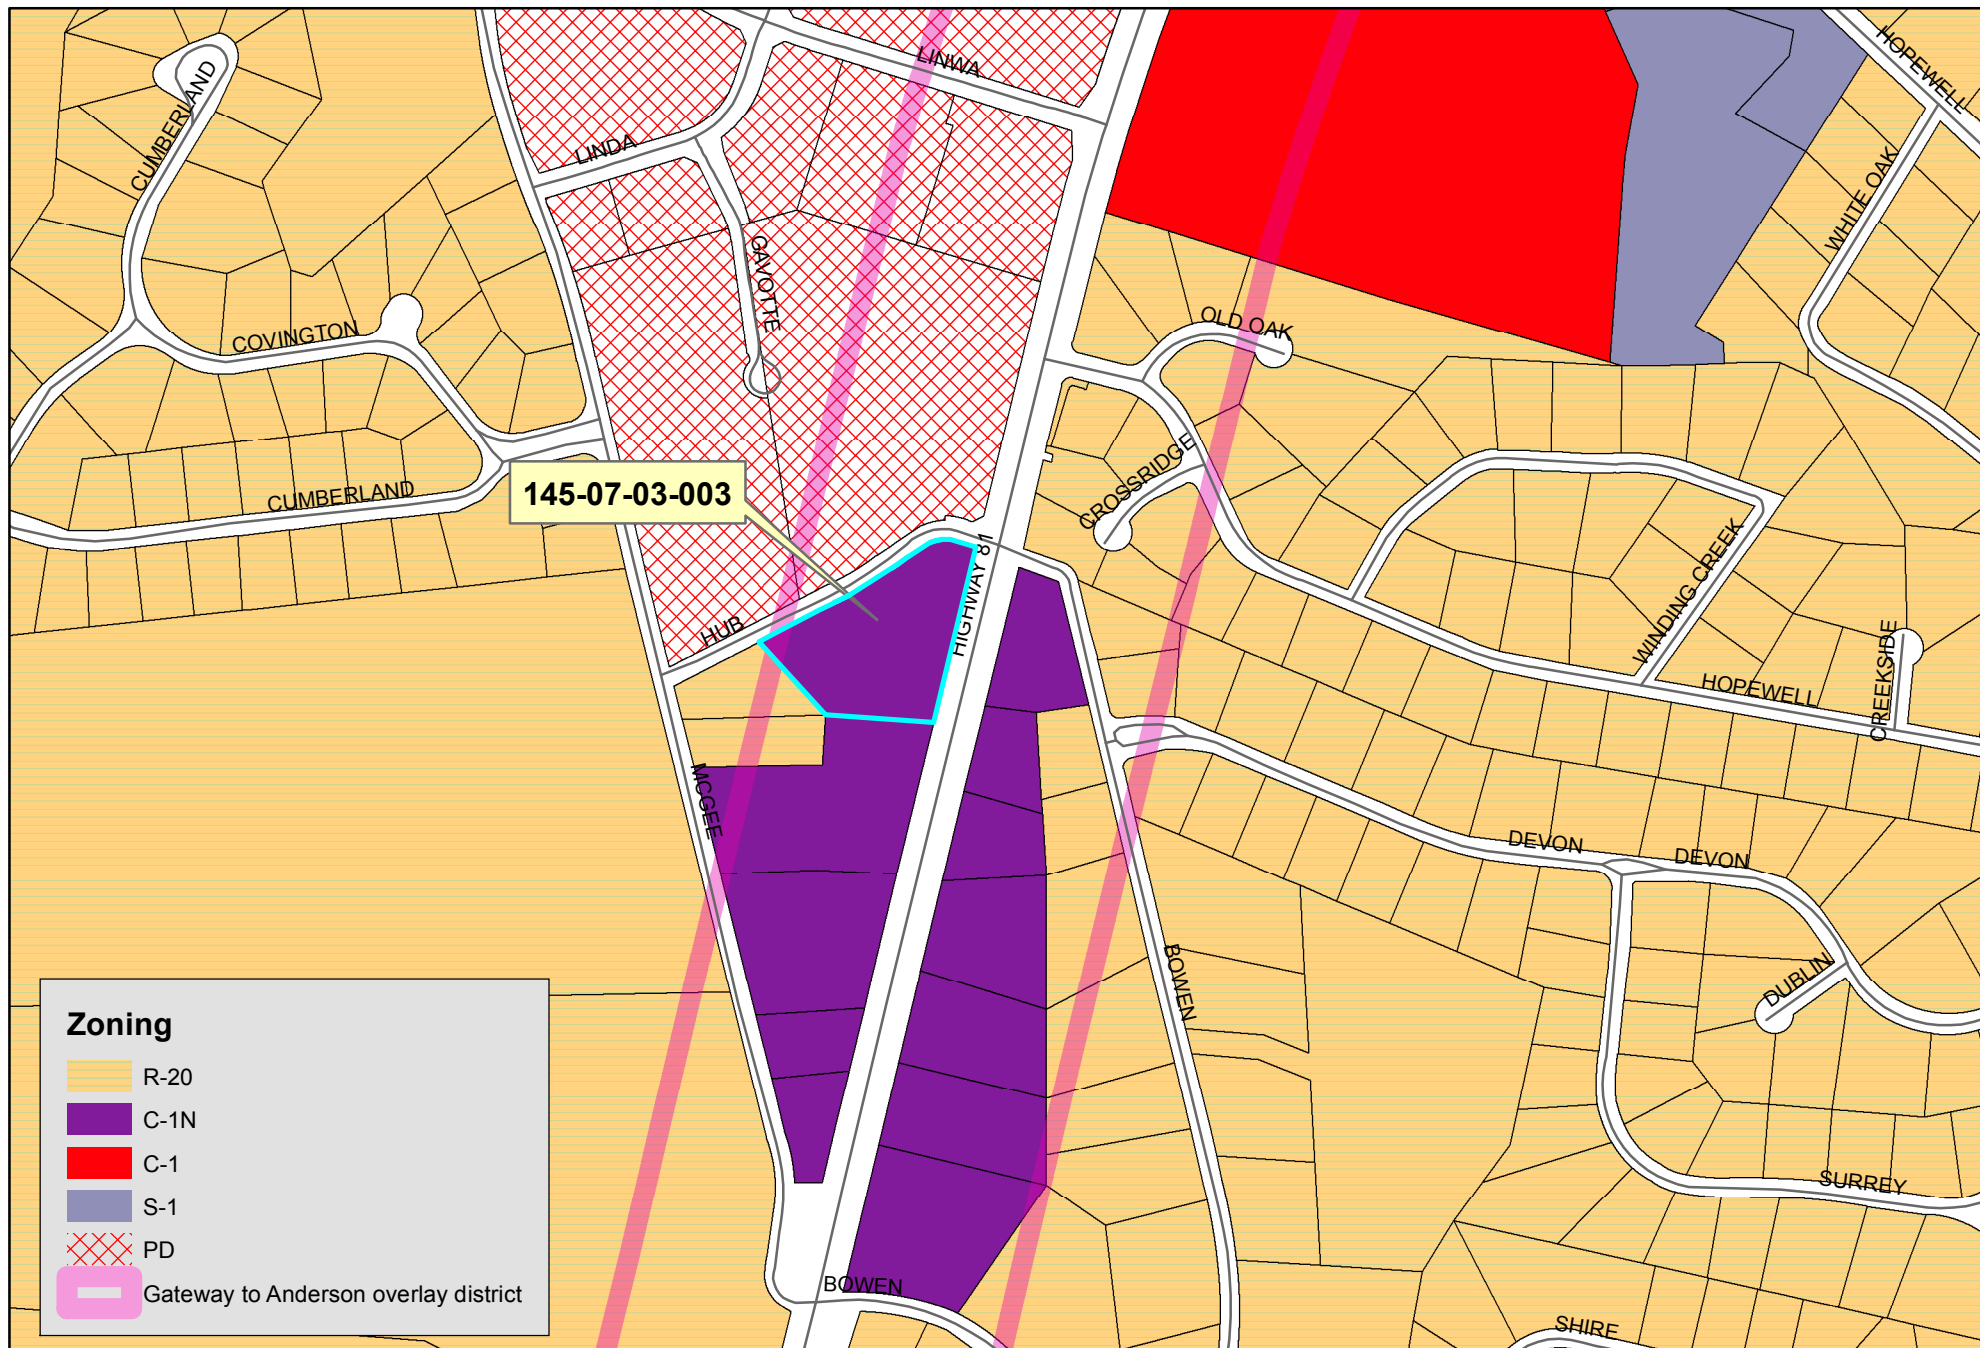 HOPEWELL
LINWA
CUMBERLAND
LINDA
WHITE OAK
GAVOTTE
COVINGTON
OLD OAK
CROSSRIDGE
145-07-03-003
CUMBERLAND
HIGHWAY 81
WINDING CREEK
HUB
CREEKSIDE
HOPEWELL
MCGEE
DEVON
DEVON
BOWEN
DUBLIN
SURREY
BOWEN
SHIRE
Zoning
R-20
C-1N
C-1
S-1
PD
Gateway to Anderson overlay district